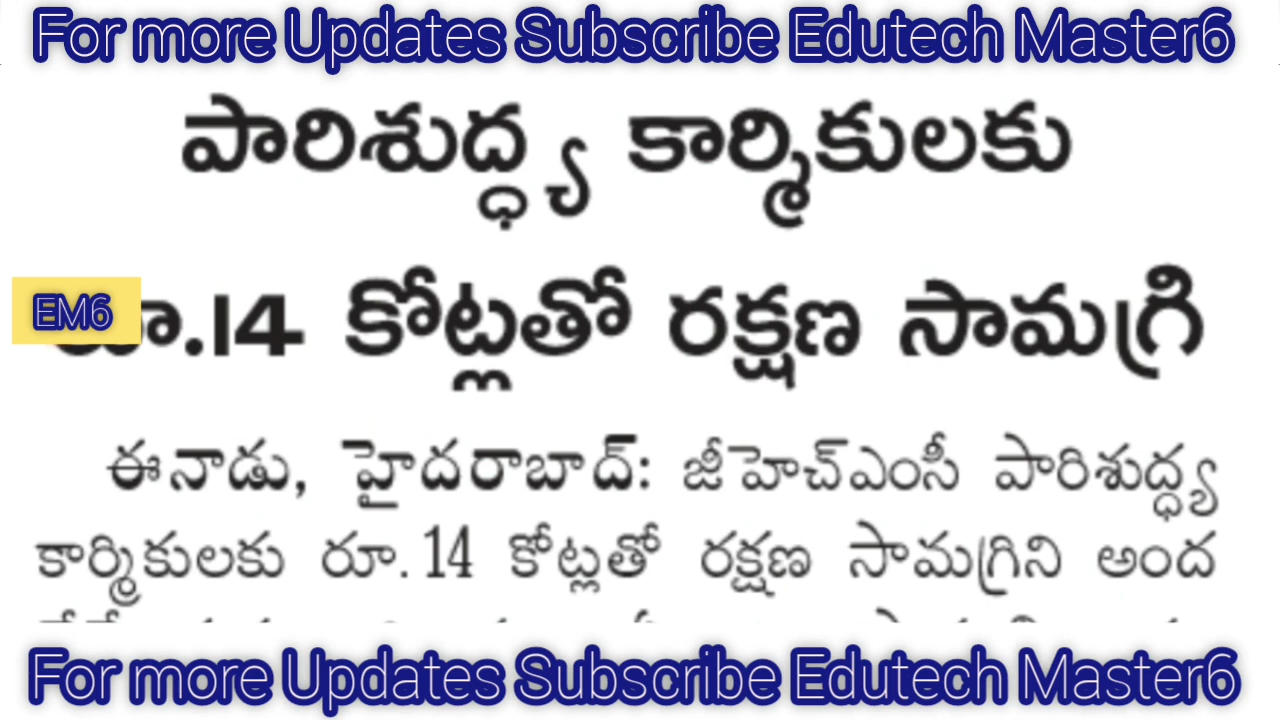 For more Updates Subscribe Edutech Master6
పారిశుద్ధ్య కార్మికులకు
EM6
.14 కోట్లతో రక్షణ సామగ్రి
ఈనాడు, హైదరాబాద్: జీహెచ్ఎంసీ పారిశుద్ధ్య
కార్మికులకు రూ.14 కోట్లతో రక్షణ సామగ్రిని అంద
For more Updates Subscribe Edutech Master6